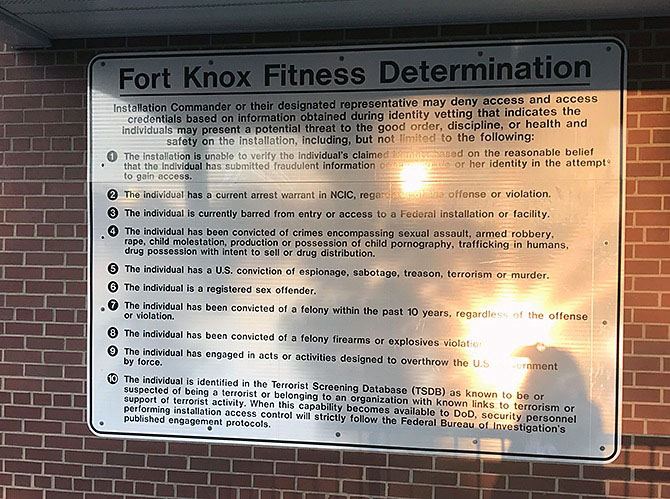 Fort Knox Fitness Determination
Installation Commander or their designated representative may deny access and access
credentials based on information obtained during identity vetting that indicates the
individuals may present a potential threat to the good order, discipline, or health and
safety on the installation, including, but not limited to the following:
1 The installation is unable to verify the individual's claimed based on the reasonable belief
that the individual has submitted fraudulent information or her identity in the attempt
to gain access.
2 The individual has a current arrest warrant in NCIC, offense or violation.
3 The individual is currently barred from entry or access to a Federal installation or facility.
4 The individual has been convicted of crimes encompassing sexual assault, armed robbery,
rape, child molestation, production or possession of child pornography, trafficking in humans,
drug possession with intent to sell or drug distribution.
5 The individual has a U.S. conviction of espionage, sabotage, treason, terrorism or murder.
6 The individual is a registered sex offender.
7 The individual has been convicted of a felony within the past 10 years, regardless of the offense
or violation.
8 The individual has been convicted of a felony firearms or explosives
9 The individual has engaged in acts or activities designed to overthrow the U.S.
by force.
10 The individual is identified in the Terrorist Screening Database (TSDB) as known to be or
suspected of being a terrorist or belonging to an organization with known links to terrorism or
support of terrorist activity. When this capability becomes available to DoD, security personnel
performing installation access control will strictly follow the Federal Bureau of Investigation's
published engagement protocols.